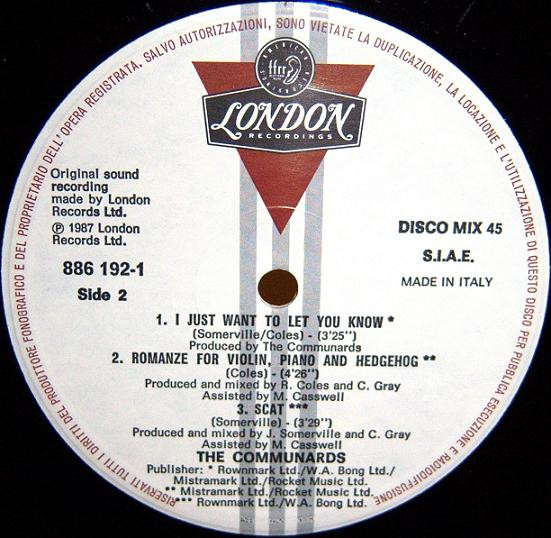 RISERVATI TUTTI I DIRITTI DEL PRODUTTORE FONOGRAFICO E DEL PROPRIETARIO DELL'OPERA REGISTRATA. SALVO AUTORIZZAZIONI, SONO VIETATE LA DUPLICAZIONE, LA LOCAZIONE E L'UTILIZZAZIONE DI QUESTO DISCO PER PUBBLICA ESECUZIONE E RADIODIFFUSIONE
ffrr
LONDON
RECORDINGS
Original sound
recording
made by London
Records Ltd.
℗ 1987 London
Records Ltd.
886 192-1
Side 2
DISCO MIX 45
S.I.A.E.
MADE IN ITALY
1. I JUST WANT TO LET YOU KNOW *
(Somerville/Coles) - (3'25'')
Produced by The Communards
2. ROMANZE FOR VIOLIN, PIANO AND HEDGEHOG **
(Coles) - (4'26'')
Produced and mixed by R. Coles and C. Gray
Assisted by M. Casswell
3. SCAT ***
(Somerville) - (3'29'')
Produced and mixed by J. Somerville and C. Gray
Assisted by M. Casswell
THE COMMUNARDS
Publisher: * Rownmark Ltd./W.A. Bong Ltd./
Mistramark Ltd./Rocket Music Ltd.
** Mistramark Ltd./Rocket Music Ltd.
*** Rownmark Ltd./W.A. Bong Ltd.